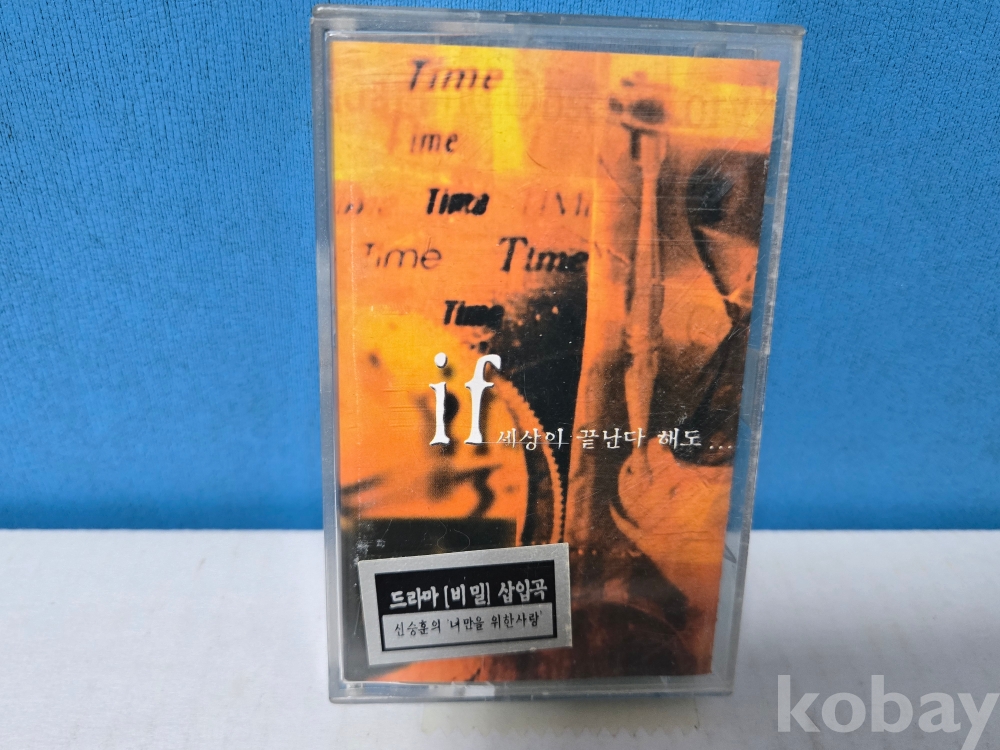 Time
ime
Time TIME
Time Time
Time
if 세상이 끝난다 해도...
드라마 [비밀] 삽입곡
신승훈의 '너만을 위한사랑'
kobay